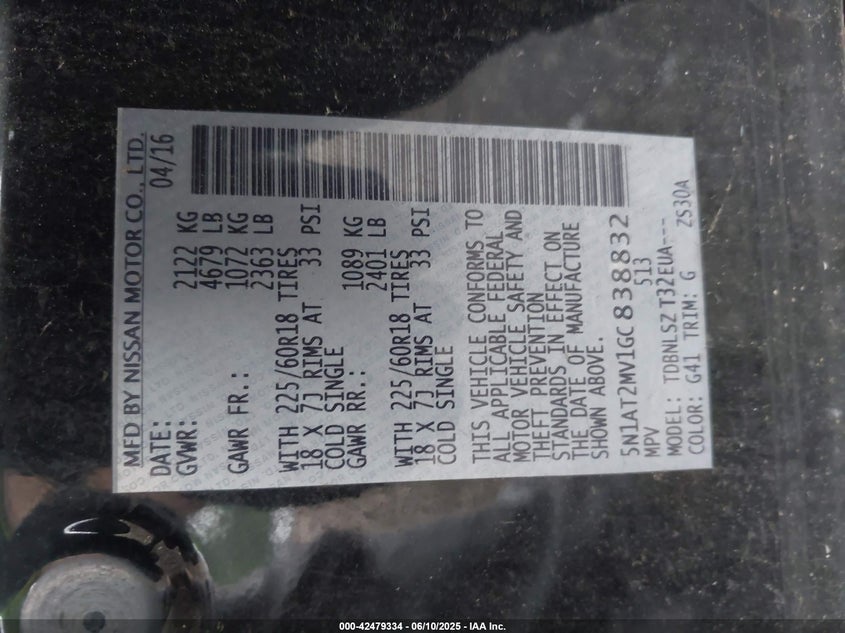 MFD BY NISSAN MOTOR CO., LTD.
DATE: 04/16
GVWR: 2122 KG
4679 LB
GAWR FR.: 1072 KG
2363 LB
WITH 225/60R18 TIRES
18 X 7J RIMS AT 33 PSI
COLD SINGLE
GAWR RR.: 1089 KG
2401 LB
WITH 225/60R18 TIRES
18 X 7J RIMS AT 33 PSI
COLD SINGLE
THIS VEHICLE CONFORMS TO
ALL APPLICABLE FEDERAL
MOTOR VEHICLE SAFETY AND
THEFT PREVENTION
STANDARDS IN EFFECT ON
THE DATE OF MANUFACTURE
SHOWN ABOVE.
5N1AT2MV1GC838832
MPV 513
MODEL: TDBNLSZ T32EUA---
COLOR: G41 TRIM: G ZS30A
000-42479334 - 06/10/2025 - IAA Inc.